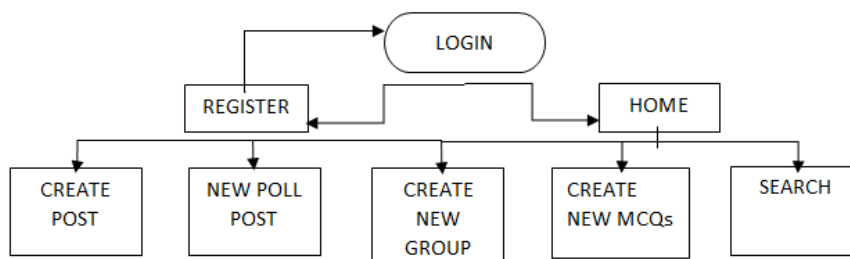 LOGIN
REGISTER
HOME
CREATE
POST
NEW POLL
POST
CREATE
NEW
GROUP
CREATE
NEW MCQs
SEARCH